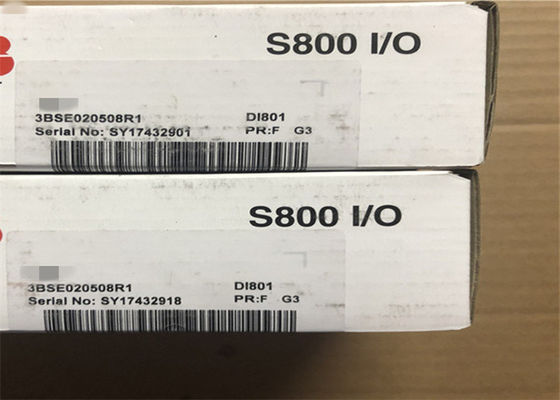 S800 I/O
3BSE020508R1 DI801
Serial No: SY17432901 PR:F G3
S800 I/O
3BSE020508R1 DI801
Serial No: SY17432918 PR:F G3